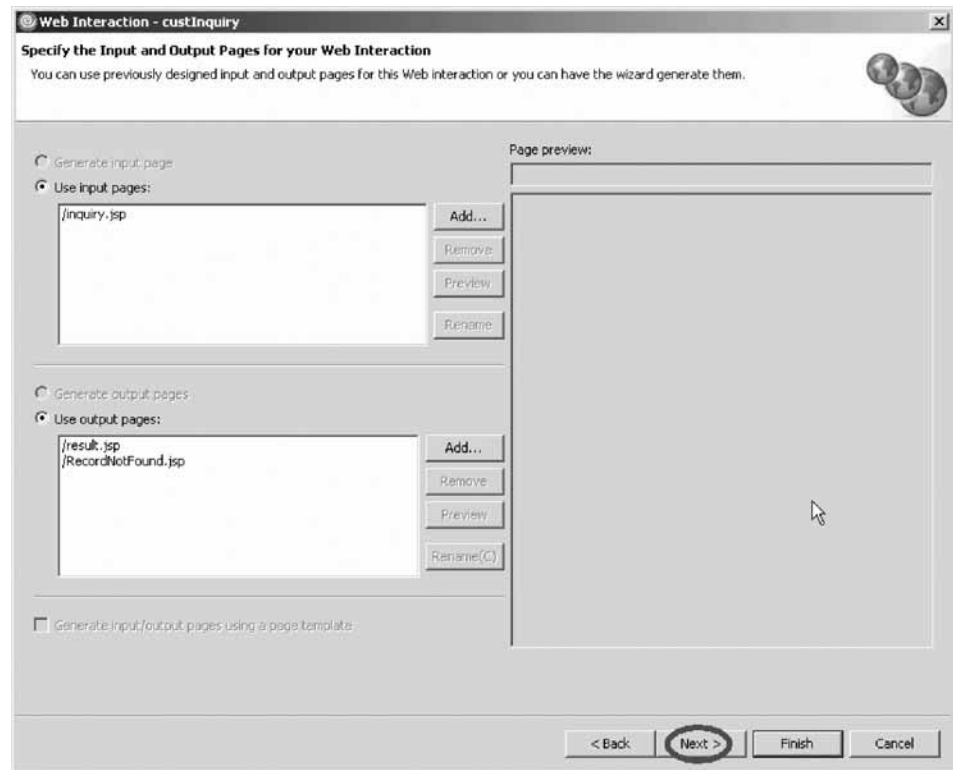 Web Interaction - custInquiry
Specify the Input and Output Pages for your Web Interaction
You can use previously designed input and output pages for this Web interaction or you can have the wizard generate them.
Generate input page
Use input pages:
/inquiry.jsp
Add...
Remove
Preview
Rename
Generate output pages
Use output pages:
/result.jsp
/RecordNotFound.jsp
Add...
Remove
Preview
Rename(C)
Generate input/output pages using a page template
Page preview:
< Back
Next >
Finish
Cancel